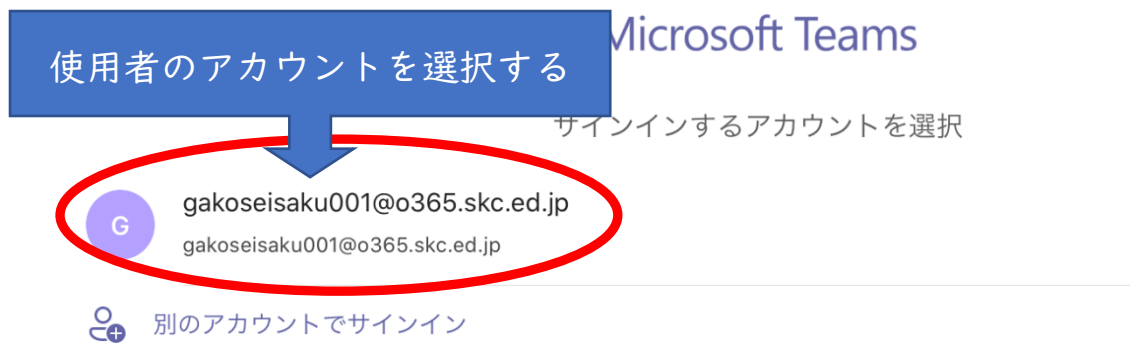 使用者のアカウントを選択する
Microsoft Teams
サインインするアカウントを選択
G
gakoseisaku001@o365.skc.ed.jp
gakoseisaku001@o365.skc.ed.jp
別のアカウントでサインイン